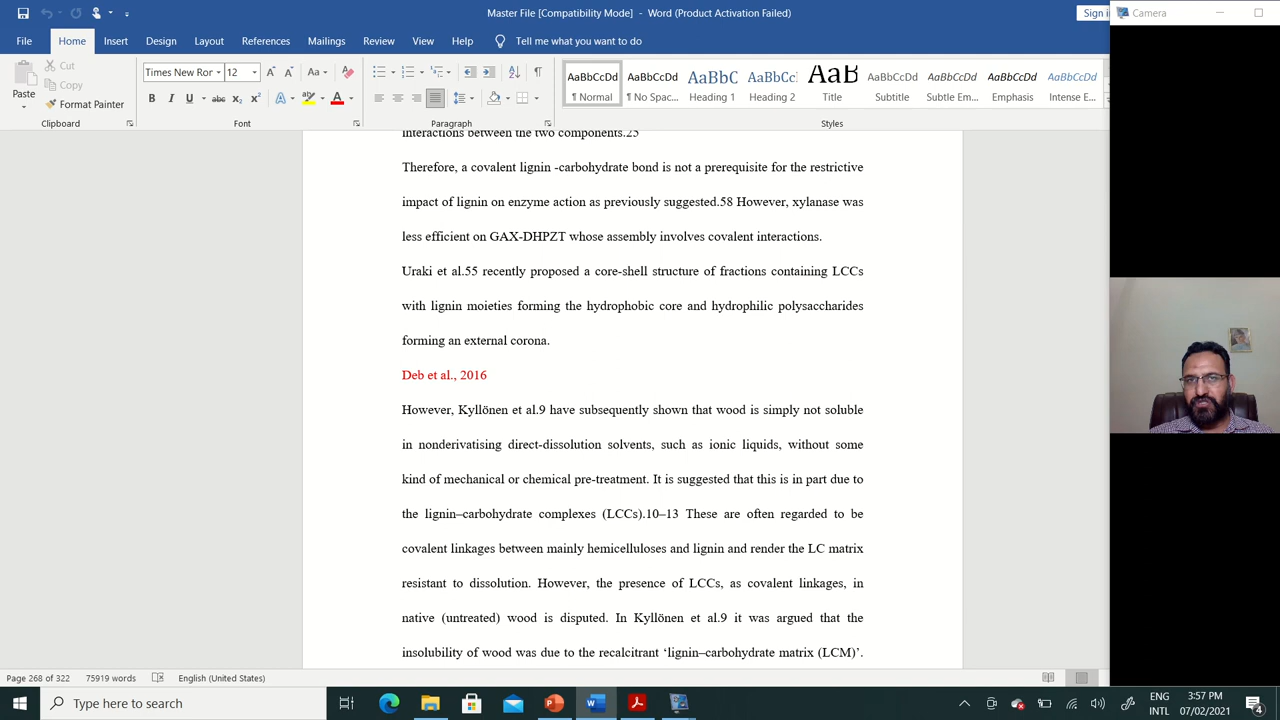 Master File [Compatibility Mode] - Word (Product Activation Failed)
Sign i
Camera
File Home Insert Design Layout References Mailings Review View Help Tell me what you want to do
Cut
Copy
Format Painter
Paste
Times New Ror 12
AaBbCcDd AaBbCcDd AaBbC AaBbCc: AaB AaBbCcDd AaBbCcDd AaBbCcDd AaBbCcDd
¶ Normal ¶ No Spac... Heading 1 Heading 2 Title Subtitle Subtle Em... Emphasis Intense E...
Clipboard Font Paragraph Styles
interactions between the two components.25
Therefore, a covalent lignin -carbohydrate bond is not a prerequisite for the restrictive
impact of lignin on enzyme action as previously suggested.58 However, xylanase was
less efficient on GAX-DHPZT whose assembly involves covalent interactions.
Uraki et al.55 recently proposed a core-shell structure of fractions containing LCCs
with lignin moieties forming the hydrophobic core and hydrophilic polysaccharides
forming an external corona.
Deb et al., 2016
However, Kyllönen et al.9 have subsequently shown that wood is simply not soluble
in nonderivatising direct-dissolution solvents, such as ionic liquids, without some
kind of mechanical or chemical pre-treatment. It is suggested that this is in part due to
the lignin–carbohydrate complexes (LCCs).10–13 These are often regarded to be
covalent linkages between mainly hemicelluloses and lignin and render the LC matrix
resistant to dissolution. However, the presence of LCCs, as covalent linkages, in
native (untreated) wood is disputed. In Kyllönen et al.9 it was argued that the
insolubility of wood was due to the recalcitrant ‘lignin–carbohydrate matrix (LCM)’.
Page 268 of 322 75919 words English (United States)
Type here to search
ENG
INTL
3:57 PM
07/02/2021
4